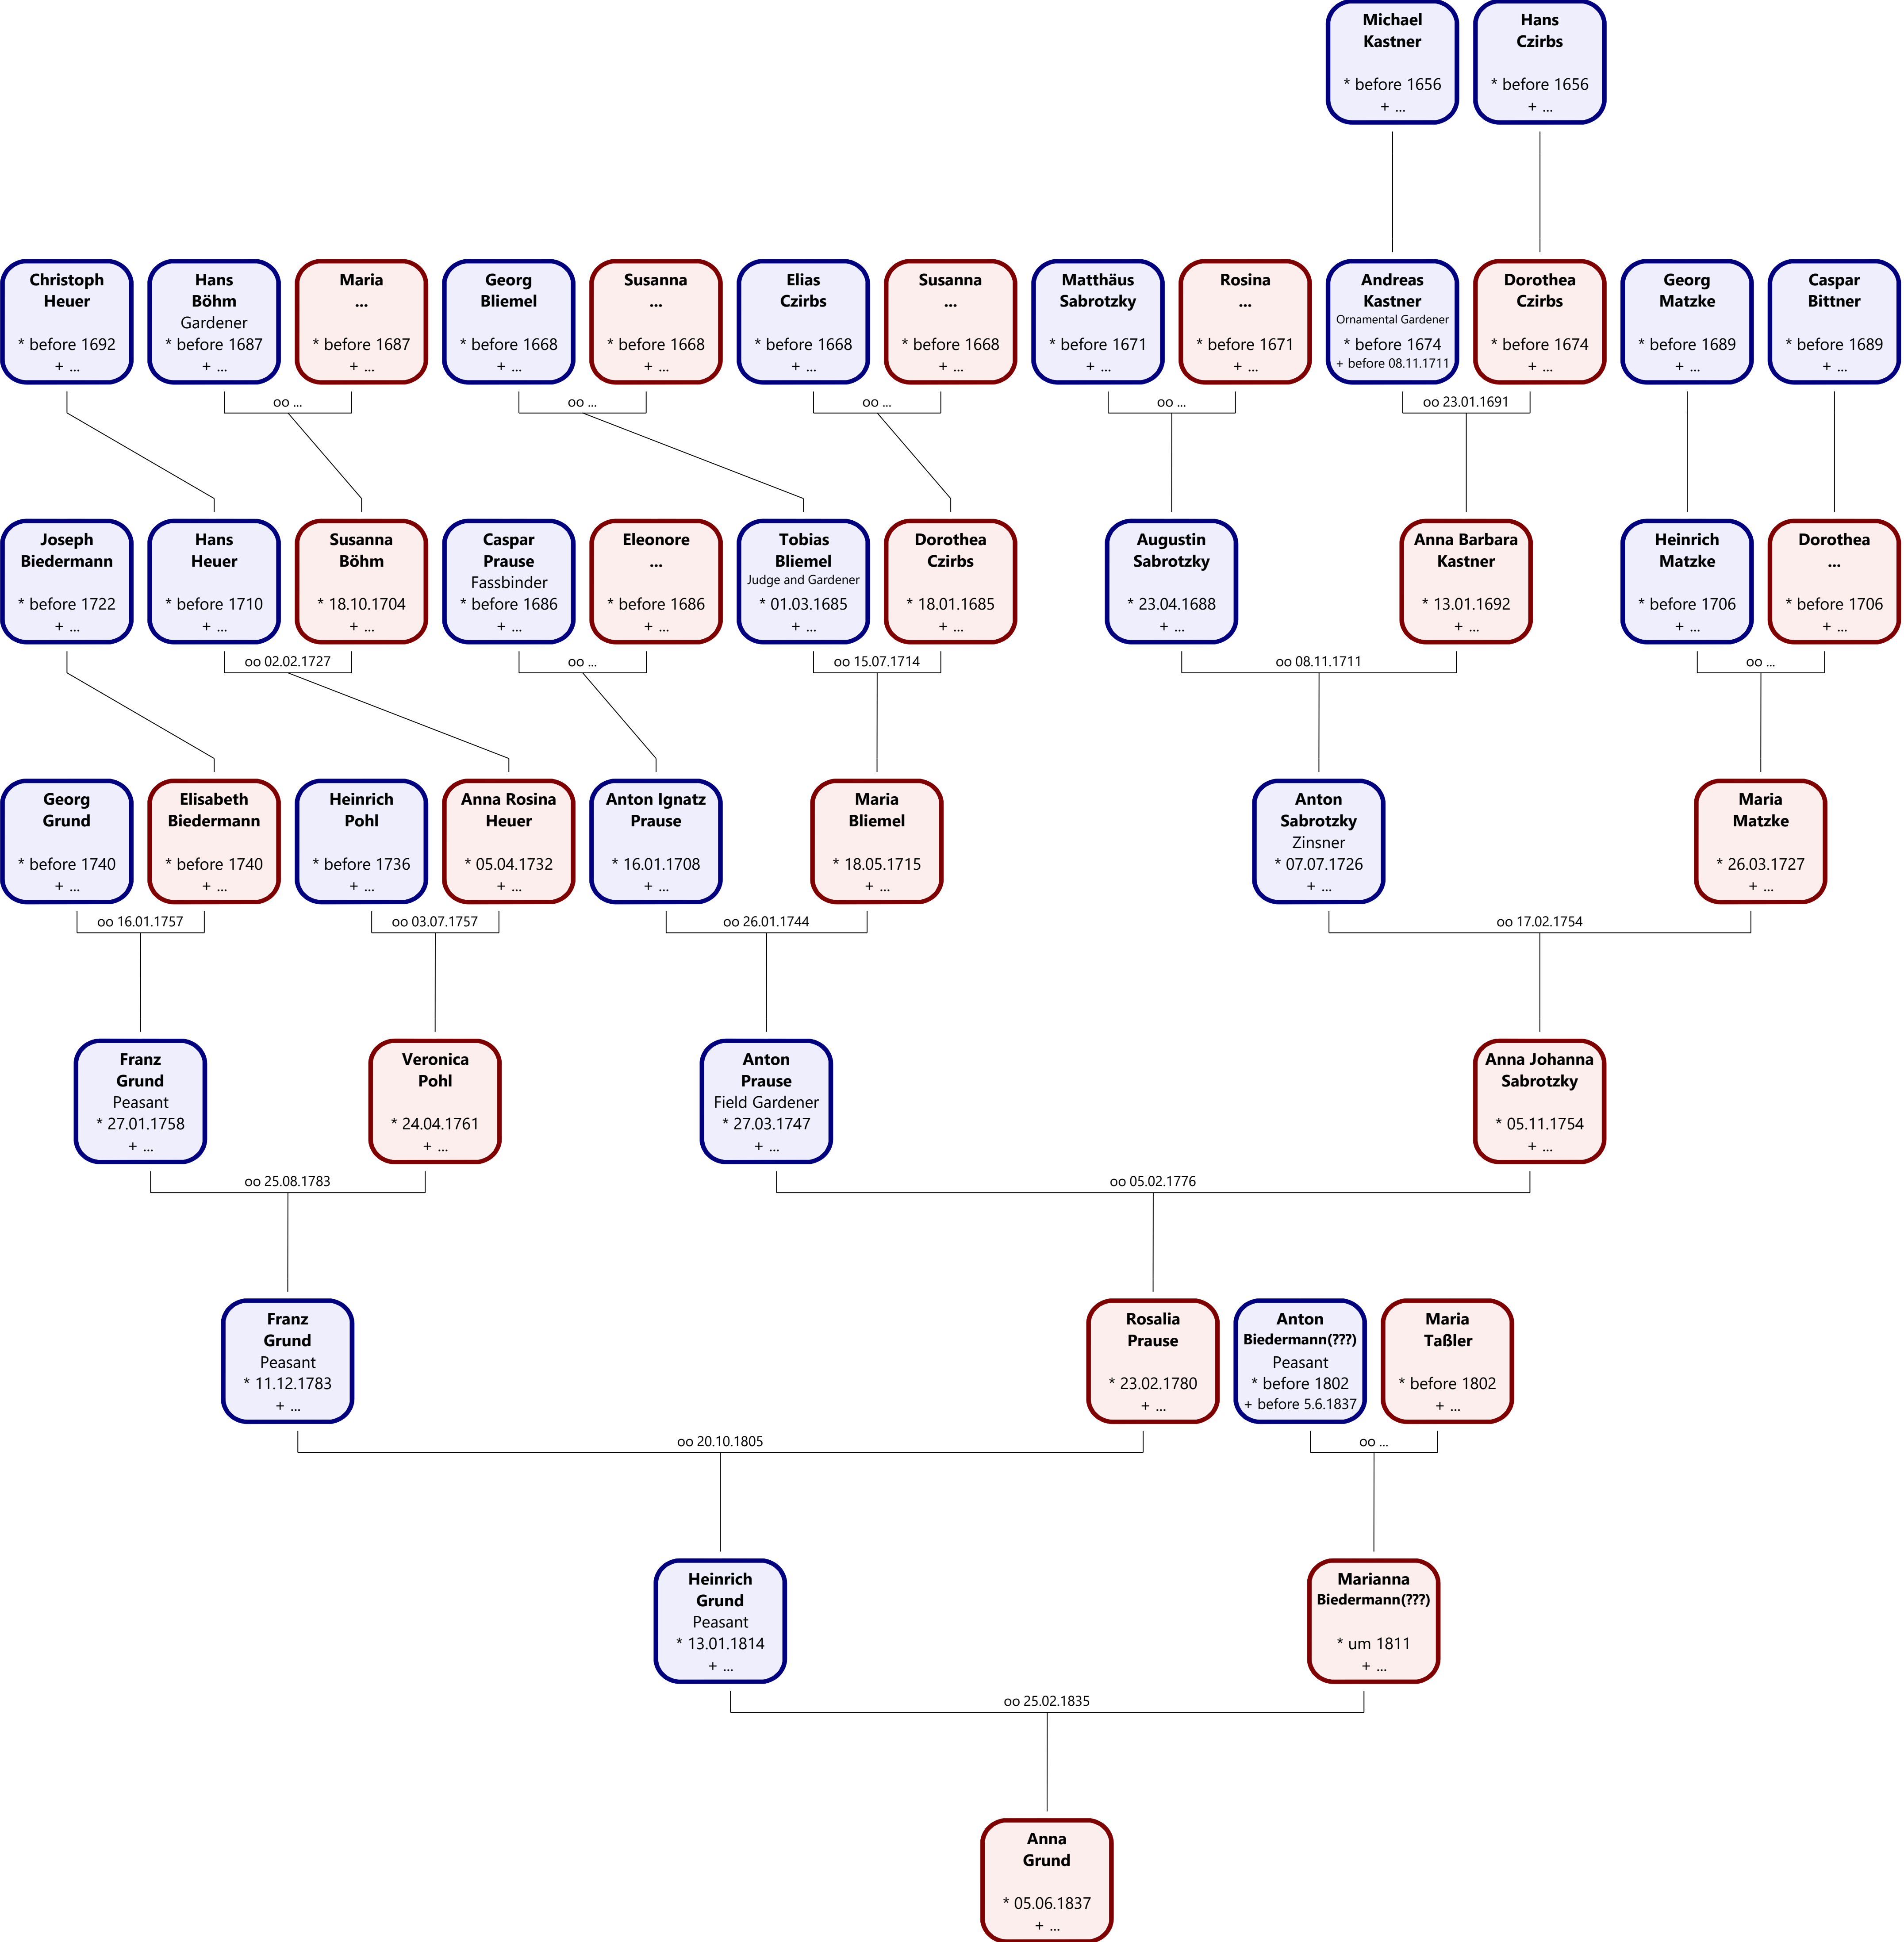 Michael
Kastner
* before 1656
+ ...
Hans
Czirbs
* before 1656
+ ...
Christoph
Heuer
* before 1692
+ ...
Hans
Böhm
Gardener
* before 1687
+ ...
Maria
...
* before 1687
+ ...
Georg
Bliemel
* before 1668
+ ...
Susanna
...
* before 1668
+ ...
Elias
Czirbs
* before 1668
+ ...
Susanna
...
* before 1668
+ ...
Matthäus
Sabrotzky
* before 1671
+ ...
Rosina
...
* before 1671
+ ...
Andreas
Kastner
Ornamental Gardener
* before 1674
+ before 08.11.1711
Dorothea
Czirbs
* before 1674
+ ...
Georg
Matzke
* before 1689
+ ...
Caspar
Bittner
* before 1689
+ ...
oo ...
oo ...
oo ...
oo ...
oo 23.01.1691
Joseph
Biedermann
* before 1722
+ ...
Hans
Heuer
* before 1710
+ ...
Susanna
Böhm
* 18.10.1704
+ ...
Caspar
Prause
Fassbinder
* before 1686
+ ...
Eleonore
...
* before 1686
+ ...
Tobias
Bliemel
Judge and Gardener
* 01.03.1685
+ ...
Dorothea
Czirbs
* 18.01.1685
+ ...
Augustin
Sabrotzky
* 23.04.1688
+ ...
Anna Barbara
Kastner
* 13.01.1692
+ ...
Heinrich
Matzke
* before 1706
+ ...
Dorothea
...
* before 1706
+ ...
oo 02.02.1727
oo ...
oo 15.07.1714
oo 08.11.1711
oo ...
Georg
Grund
* before 1740
+ ...
Elisabeth
Biedermann
* before 1740
+ ...
Heinrich
Pohl
* before 1736
+ ...
Anna Rosina
Heuer
* 05.04.1732
+ ...
Anton Ignatz
Prause
* 16.01.1708
+ ...
Maria
Bliemel
* 18.05.1715
+ ...
Anton
Sabrotzky
Zinsner
* 07.07.1726
+ ...
Maria
Matzke
* 26.03.1727
+ ...
oo 16.01.1757
oo 03.07.1757
oo 26.01.1744
oo 17.02.1754
Franz
Grund
Peasant
* 27.01.1758
+ ...
Veronica
Pohl
* 24.04.1761
+ ...
Anton
Prause
Field Gardener
* 27.03.1747
+ ...
Anna Johanna
Sabrotzky
* 05.11.1754
+ ...
oo 25.08.1783
oo 05.02.1776
Franz
Grund
Peasant
* 11.12.1783
+ ...
Rosalia
Prause
* 23.02.1780
+ ...
Anton
Biedermann(???)
Peasant
* before 1802
+ before 5.6.1837
Maria
Taßler
* before 1802
+ ...
oo 20.10.1805
oo ...
Heinrich
Grund
Peasant
* 13.01.1814
+ ...
Marianna
Biedermann(???)
* um 1811
+ ...
oo 25.02.1835
Anna
Grund
* 05.06.1837
+ ...